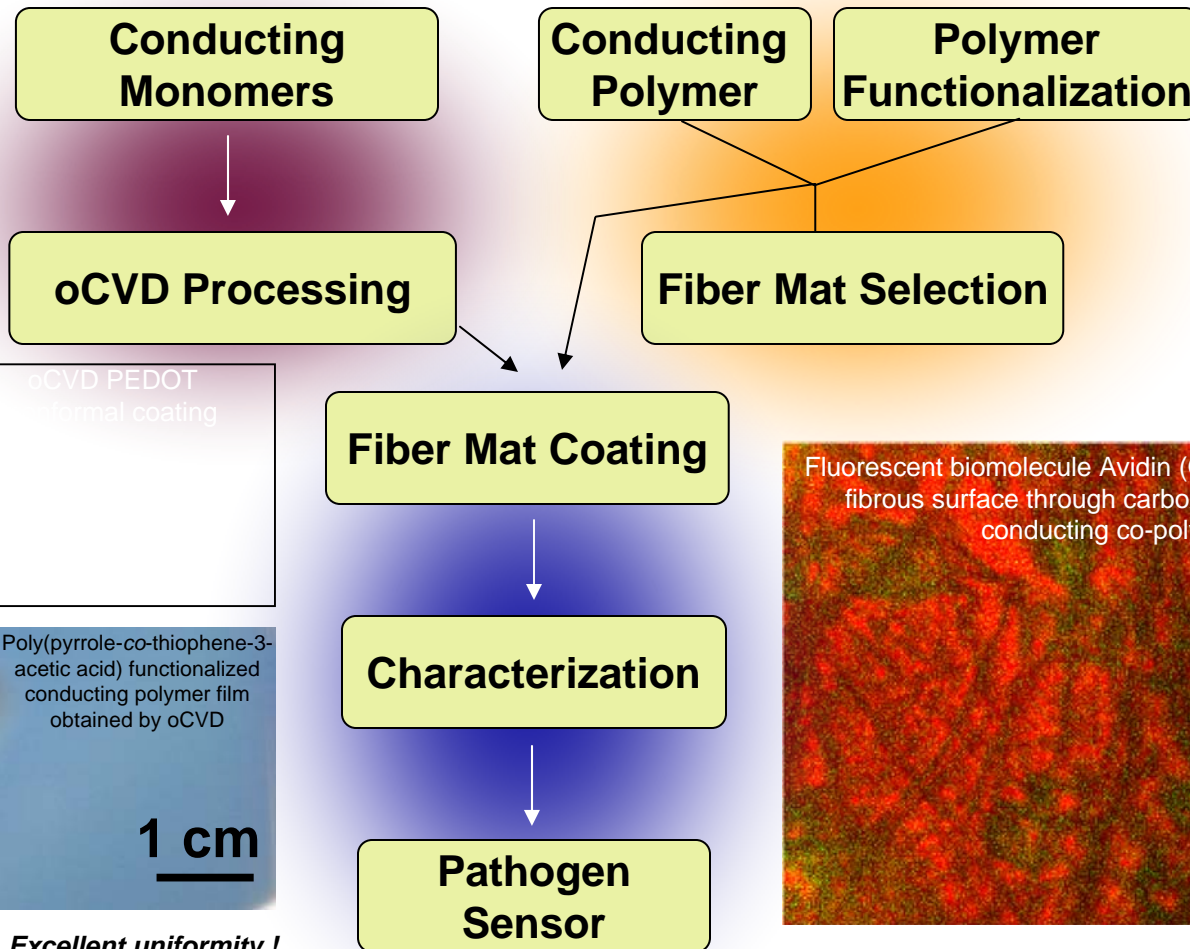 Conducting
Monomers
Conducting
Polymer
Polymer
Functionalization
oCVD Processing
Fiber Mat Selection
oCVD PEDOT
coating
Fiber Mat Coating
Fluorescent biomolecule Avidin
fibrous surface through
conducting
Poly(pyrrole-co-thiophene-3-
acetic acid) functionalized
conducting polymer film
obtained by oCVD
1 cm
Characterization
Pathogen
Sensor
Excellent uniformity !